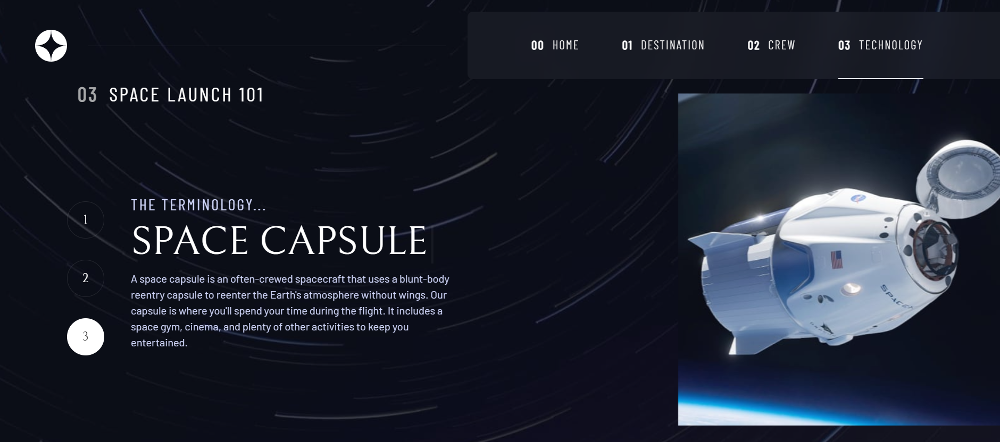 00 HOME 01 DESTINATION 02 CREW 03 TECHNOLOGY
03 SPACE LAUNCH 101
THE TERMINOLOGY...
SPACE CAPSULE
1
2
3
A space capsule is an often-crewed spacecraft that uses a blunt-body
reentry capsule to reenter the Earth's atmosphere without wings. Our
capsule is where you'll spend your time during the flight. It includes a
space gym, cinema, and plenty of other activities to keep you
entertained.
SPACEX